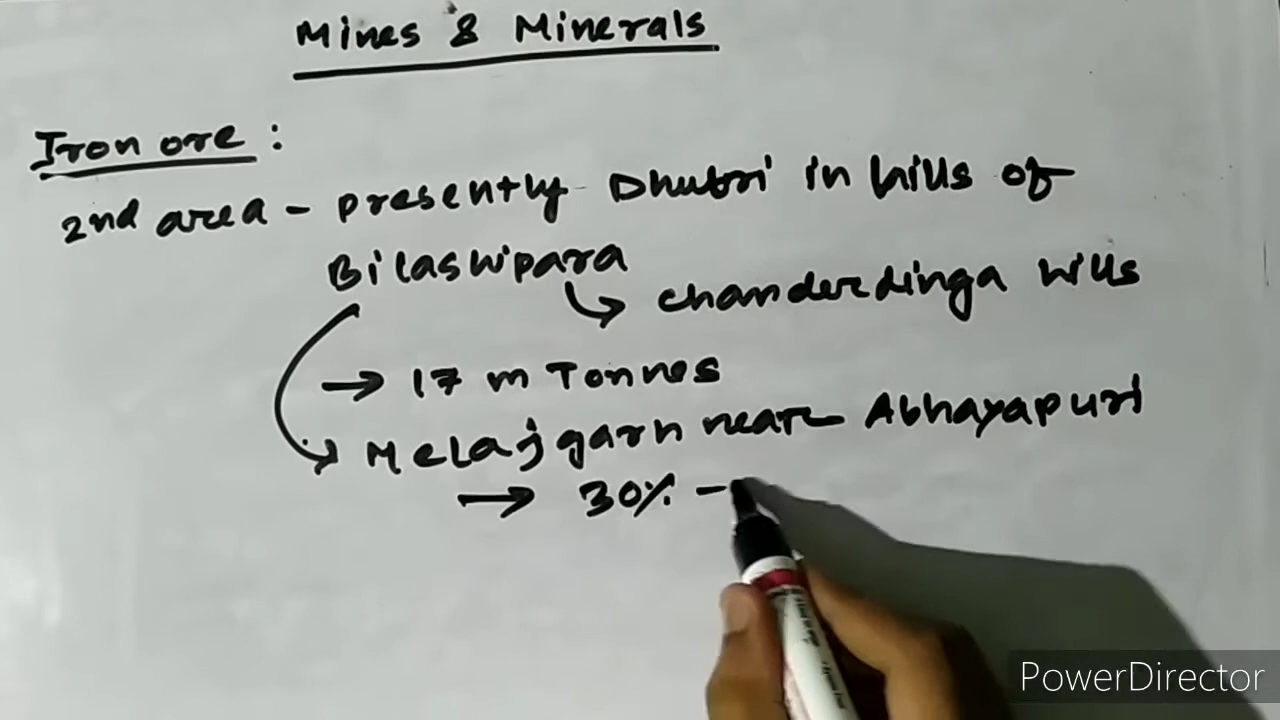 Mines & Minerals
Iron ore :
2nd area - presently Dhubri in hills of
Bilashipara
↳ chanderdinga hills
→ 17 m Tonnes
→ Melajgarh near Abhayapuri
→ 30% -
PowerDirector